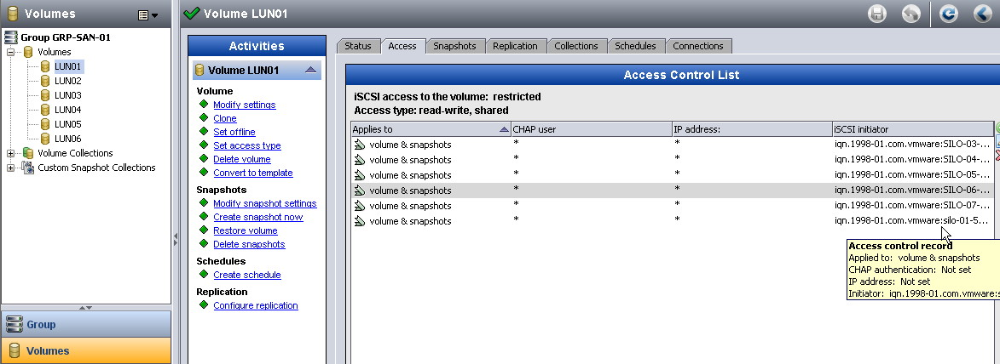 Volumes
Group GRP-SAN-01
Volumes
LUN01
LUN02
LUN03
LUN04
LUN05
LUN06
Volume Collections
Custom Snapshot Collections
Group
Volumes
Volume LUN01
Activities
Volume LUN01
Volume
Modify settings
Clone
Set offline
Set access type
Delete volume
Convert to template
Snapshots
Modify snapshot settings
Create snapshot now
Restore volume
Delete snapshots
Schedules
Create schedule
Replication
Configure replication
Status Access Snapshots Replication Collections Schedules Connections
Access Control List
iSCSI access to the volume: restricted
Access type: read-write, shared
Applies to CHAP user IP address: iSCSI initiator
volume & snapshots * * iqn.1998-01.com.vmware:SILO-03-...
volume & snapshots * * iqn.1998-01.com.vmware:SILO-04-...
volume & snapshots * * iqn.1998-01.com.vmware:SILO-05-...
volume & snapshots * * iqn.1998-01.com.vmware:SILO-06-...
volume & snapshots * * iqn.1998-01.com.vmware:SILO-07-...
volume & snapshots * * iqn.1998-01.com.vmware:silo-01-5...
Access control record
Applied to: volume & snapshots
CHAP authentication: Not set
IP address: Not set
Initiator: iqn.1998-01.com.vmware:s